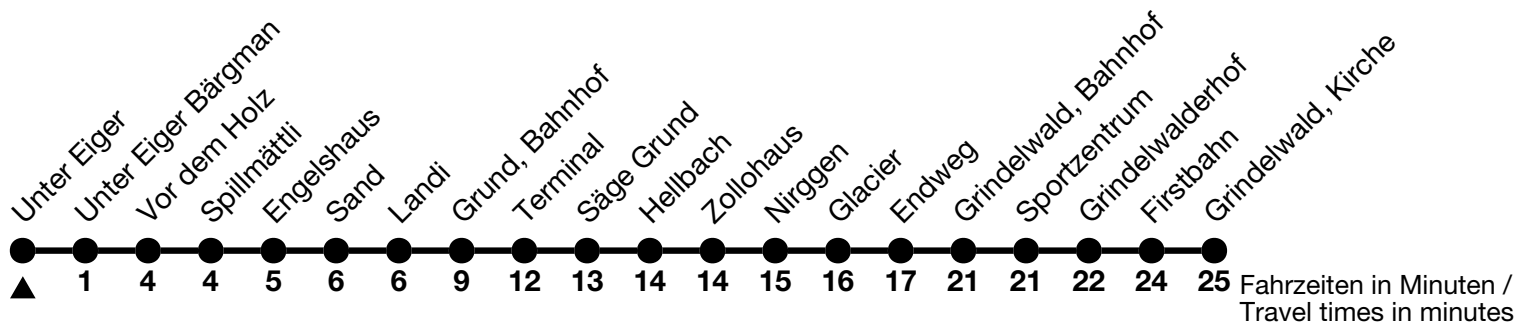 Unter Eiger
Unter Eiger Bärgman
Vor dem Holz
Spillmättli
Engelshaus
Sand
Landi
Grund, Bahnhof
Terminal
Säge Grund
Hellbach
Zollohaus
Nirggen
Glacier
Endweg
Grindelwald, Bahnhof
Sportzentrum
Grindelwalderhof
Firstbahn
Grindelwald, Kirche
1 4 4 5 6 6 9 12 13 14 14 15 16 17 21 21 22 24 25
Fahrzeiten in Minuten /
Travel times in minutes